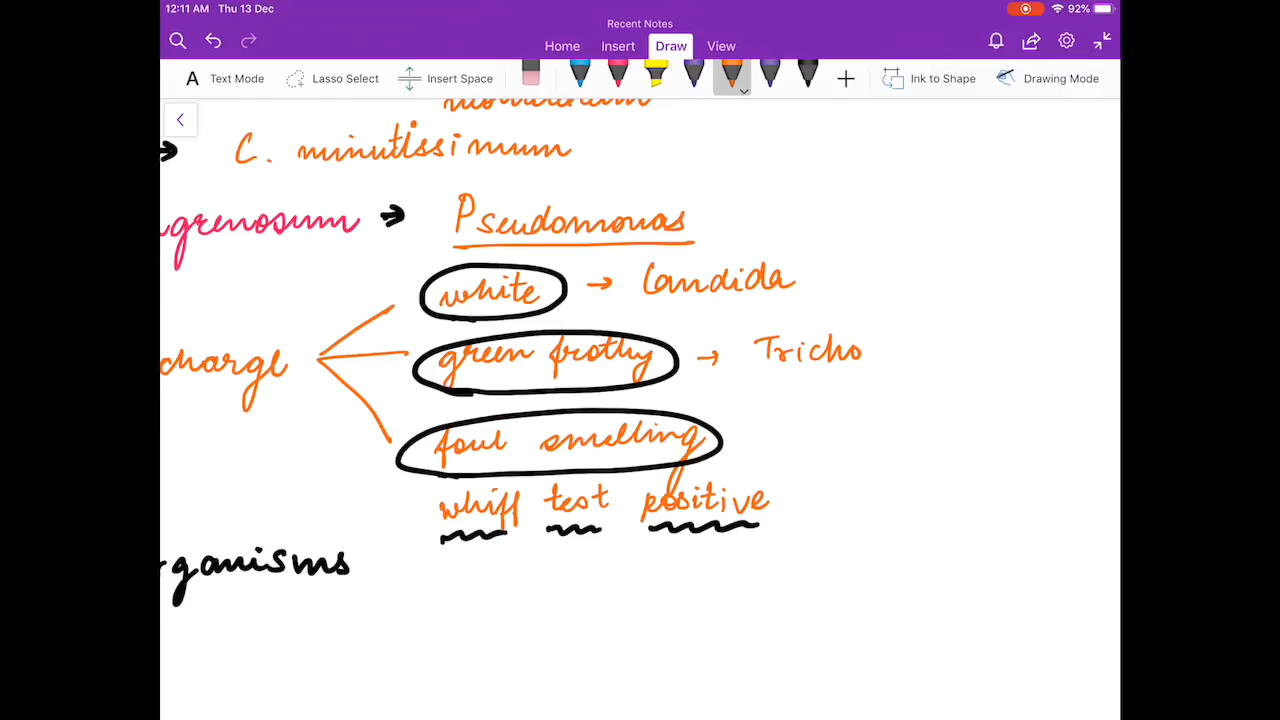 12:11 AM Thu 13 Dec 92%
Recent Notes
Home Insert Draw View
Text Mode Lasso Select Insert Space Ink to Shape Drawing Mode
C. minutissimum
grenosum → Pseudomonas
white → Candida
green frothy → Tricho
charge
foul smelling
whiff test positive
rganisms